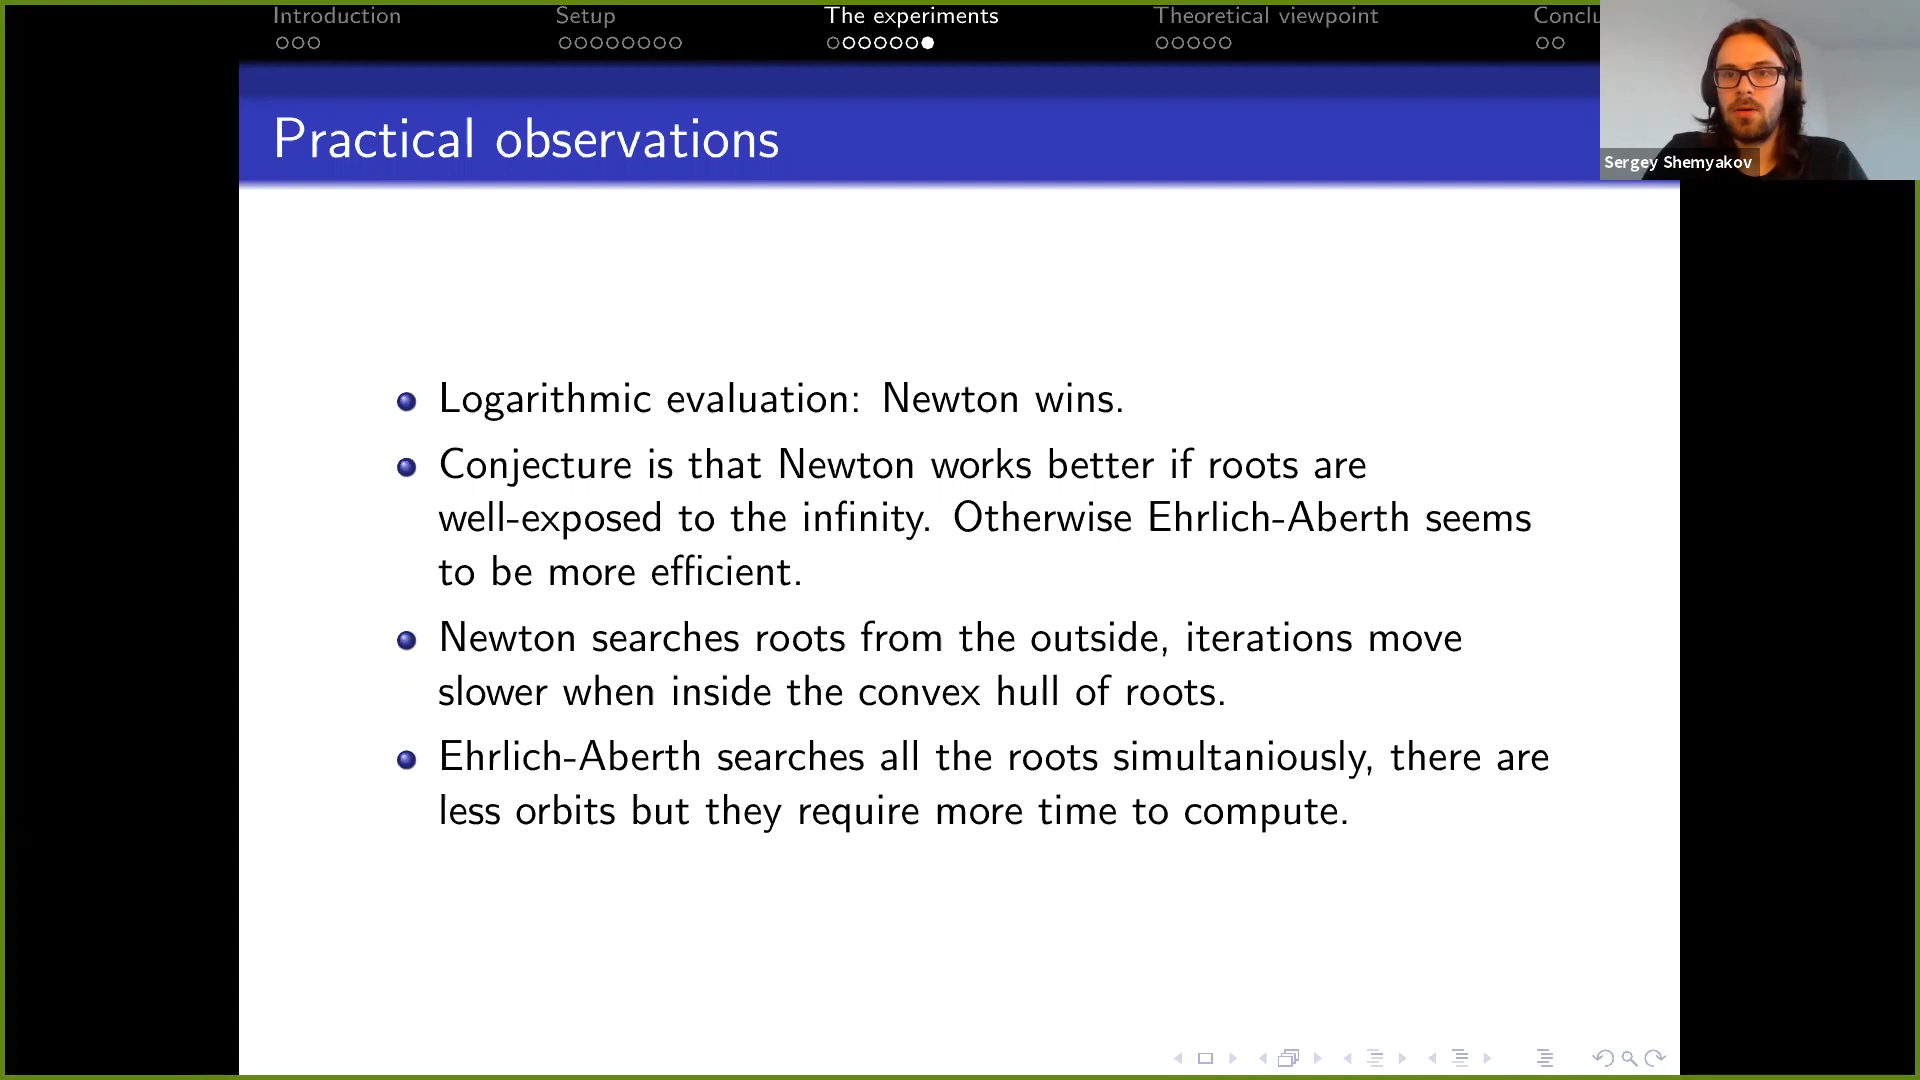 Introduction
Setup
The experiments
Theoretical viewpoint
Conclu
Sergey Shemyakov
Practical observations
Logarithmic evaluation: Newton wins.
Conjecture is that Newton works better if roots are
well-exposed to the infinity. Otherwise Ehrlich-Aberth seems
to be more efficient.
Newton searches roots from the outside, iterations move
slower when inside the convex hull of roots.
Ehrlich-Aberth searches all the roots simultaniously, there are
less orbits but they require more time to compute.